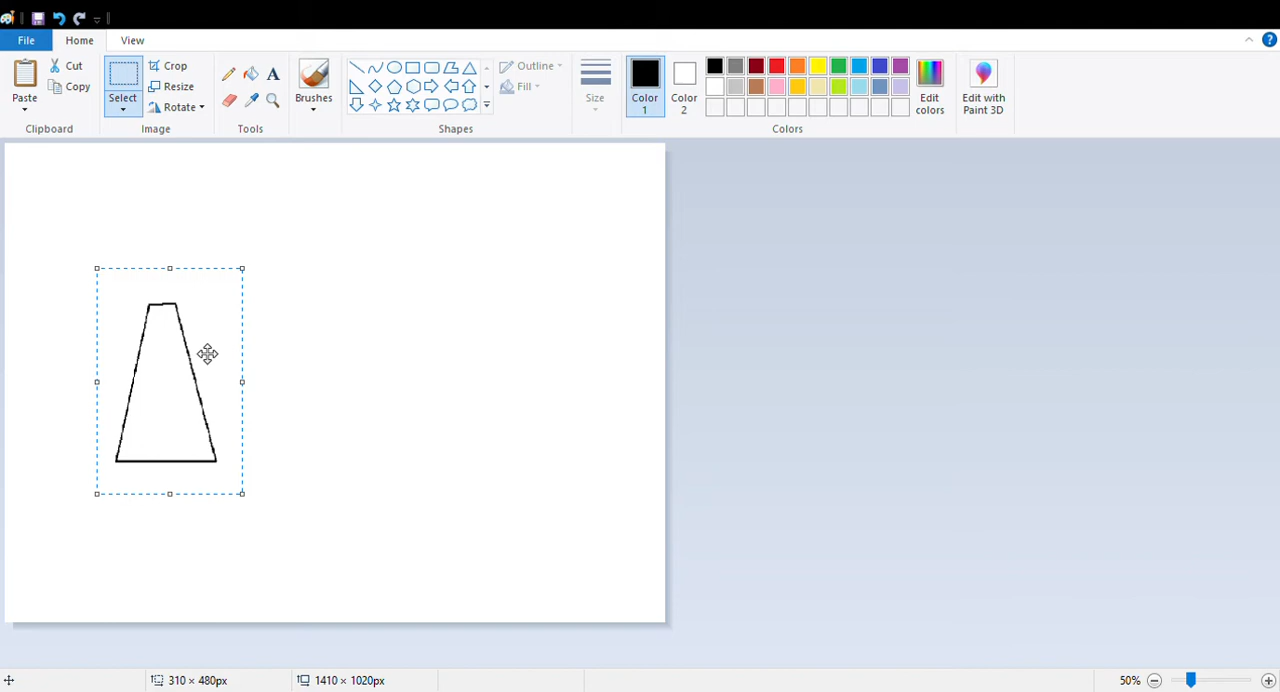 File Home View
Paste Cut Copy Clipboard
Select Crop Resize Rotate Image
A
Tools
Brushes
Shapes
Outline Fill
Size
Color 1 Color 2 Edit colors Colors
Edit with Paint 3D
310 × 480px 1410 × 1020px 50%